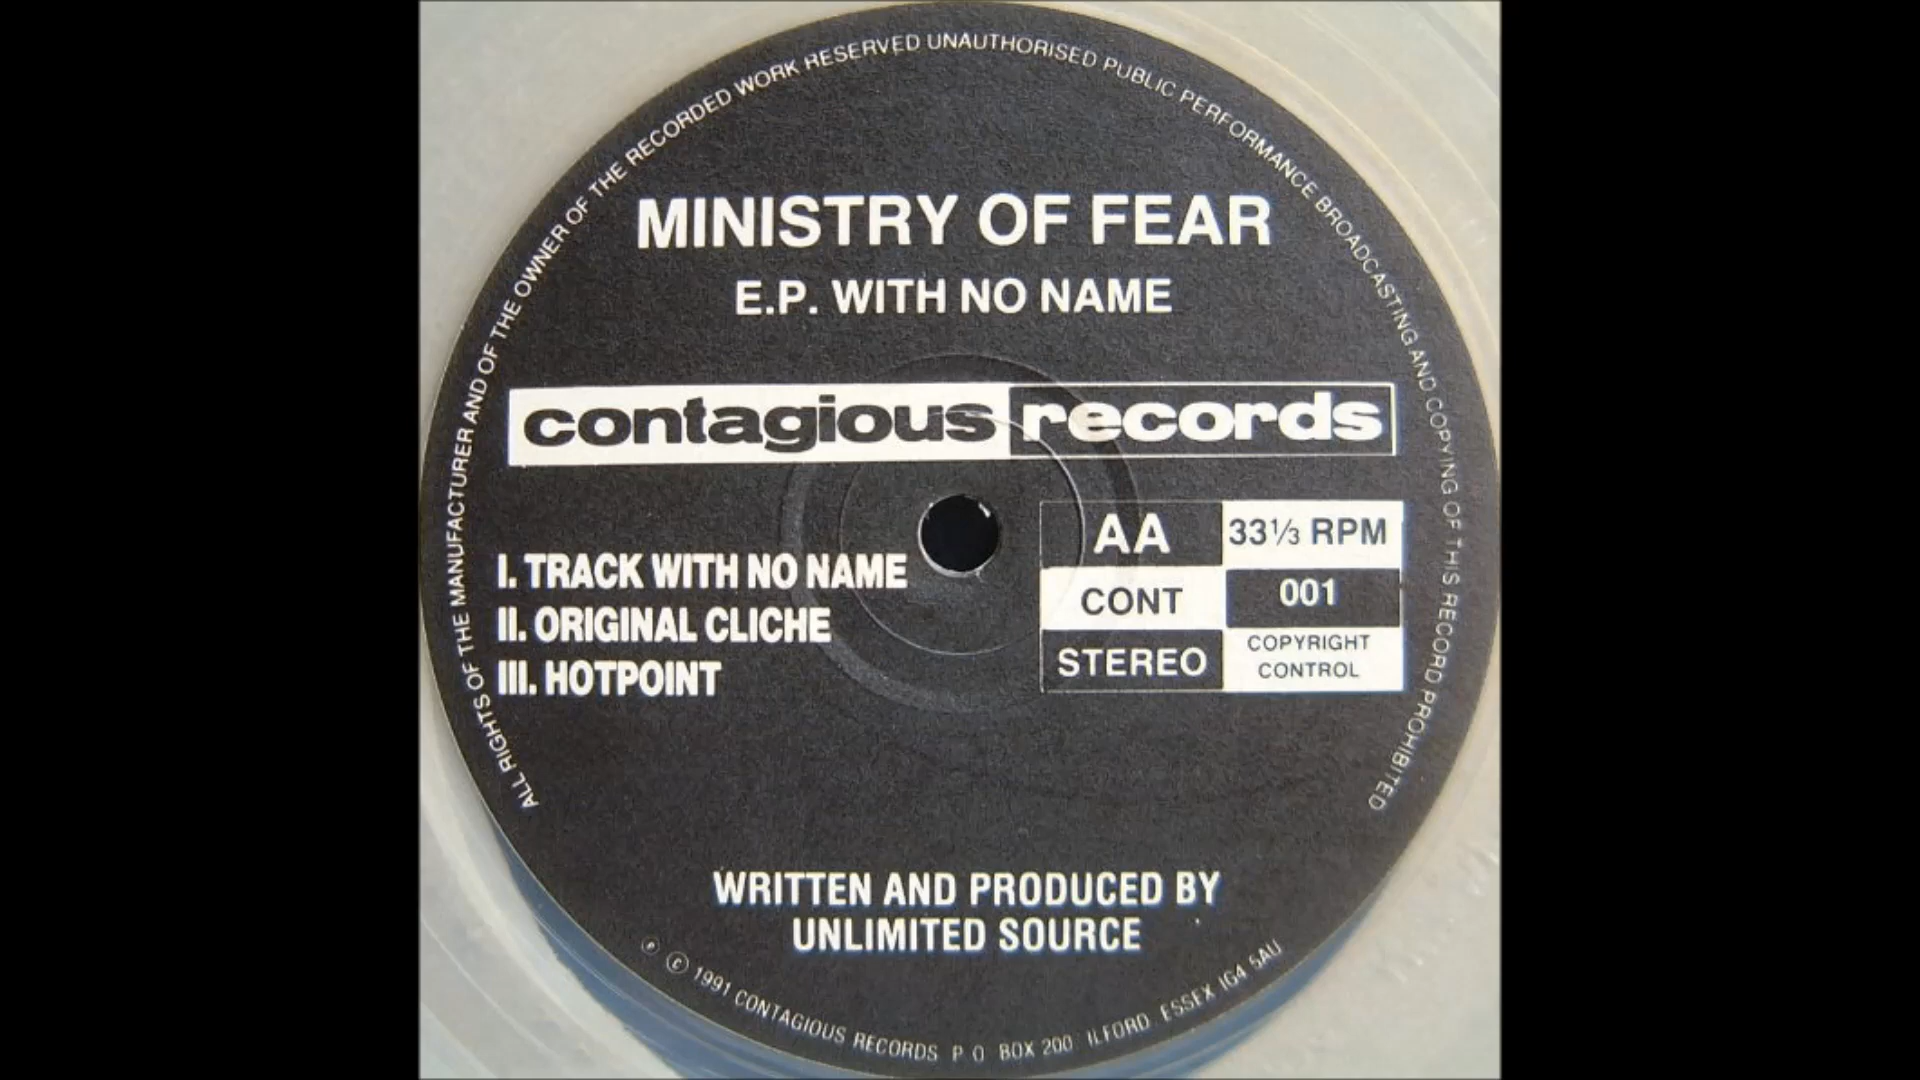 ALL RIGHTS OF THE MANUFACTURER AND OF THE OWNER OF THE RECORDED WORK RESERVED UNAUTHORISED PUBLIC PERFORMANCE BROADCASTING AND COPYING OF THIS RECORD PROHIBITED
MINISTRY OF FEAR
E.P. WITH NO NAME
contagious records
I. TRACK WITH NO NAME
II. ORIGINAL CLICHE
III. HOTPOINT
AA 33⅓ RPM
CONT 001
STEREO COPYRIGHT
CONTROL
WRITTEN AND PRODUCED BY
UNLIMITED SOURCE
Ⓟ © 1991 CONTAGIOUS RECORDS P O BOX 200 ILFORD ESSEX IG4 5AU